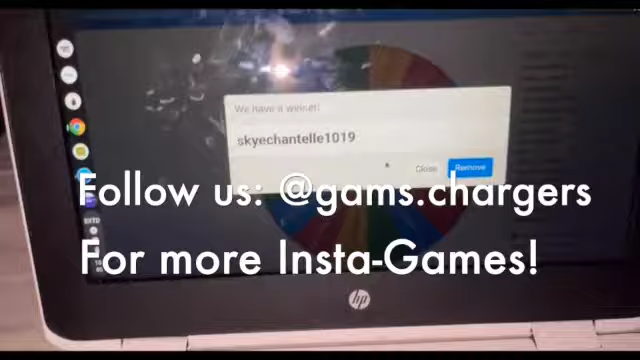 We have a winner!
skyechantelle1019
Close
Remove
Follow us: @gams.chargers
For more Insta-Games!
hp